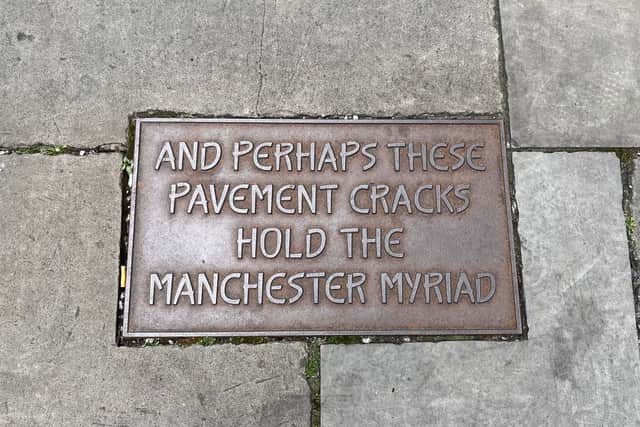 AND PERHAPS THESE
PAVEMENT CRACKS
HOLD THE
MANCHESTER MYRIAD